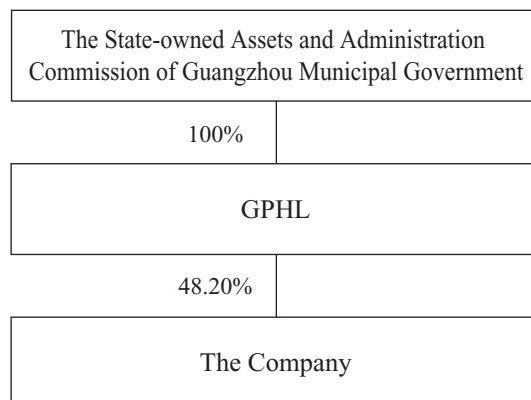 The State-owned Assets and Administration
Commission of Guangzhou Municipal Government
100%
GPHL
48.20%
The Company